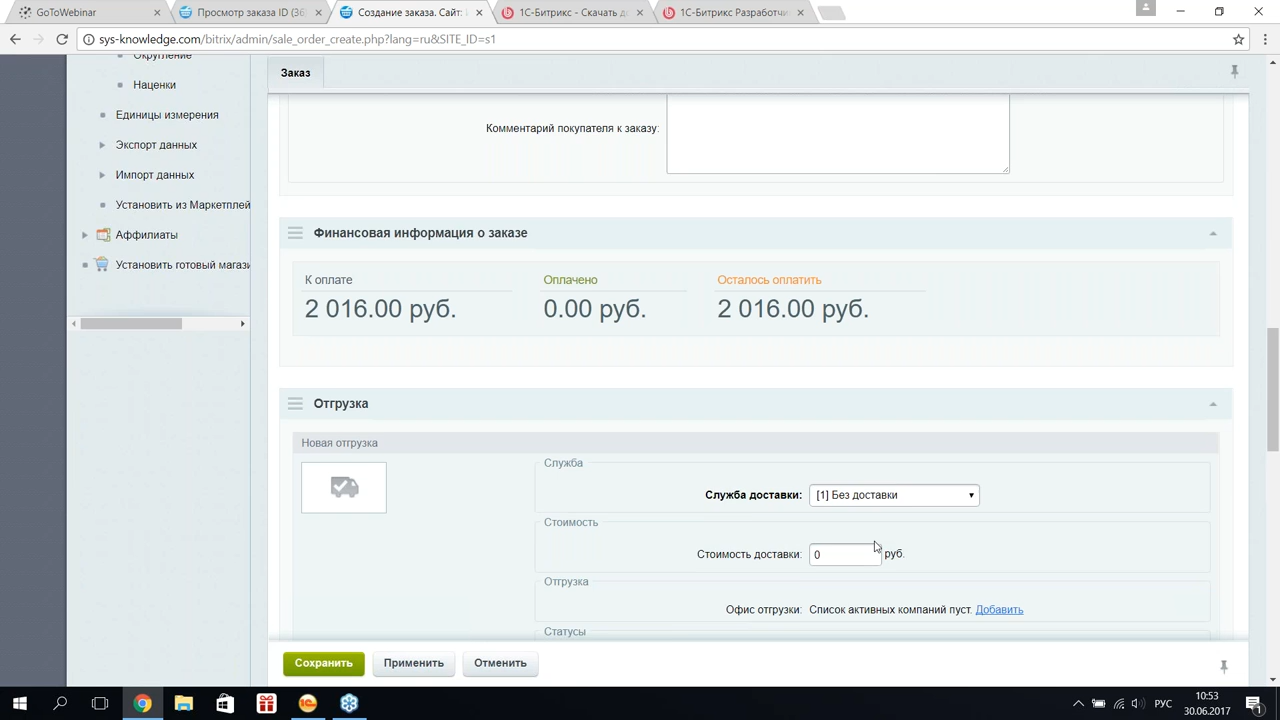 GoToWebinar
Просмотр заказа ID (36
Создание заказа. Сайт:
1С-Битрикс - Скачать д
1С-Битрикс Разработчи
sys-knowledge.com/bitrix/admin/sale_order_create.php?lang=ru&SITE_ID=s1
Округление
Наценки
Единицы измерения
Экспорт данных
Импорт данных
Установить из Маркетплей
Аффилиаты
Установить готовый магази
Заказ
Комментарий покупателя к заказу:
Финансовая информация о заказе
К оплате
Оплачено
Осталось оплатить
2 016.00 руб.
0.00 руб.
2 016.00 руб.
Отгрузка
Новая отгрузка
Служба
Служба доставки: [1] Без доставки
Стоимость
Стоимость доставки: 0 руб.
Отгрузка
Офис отгрузки: Список активных компаний пуст. Добавить
Статусы
Сохранить
Применить
Отменить
РУС
10:53
30.06.2017
1